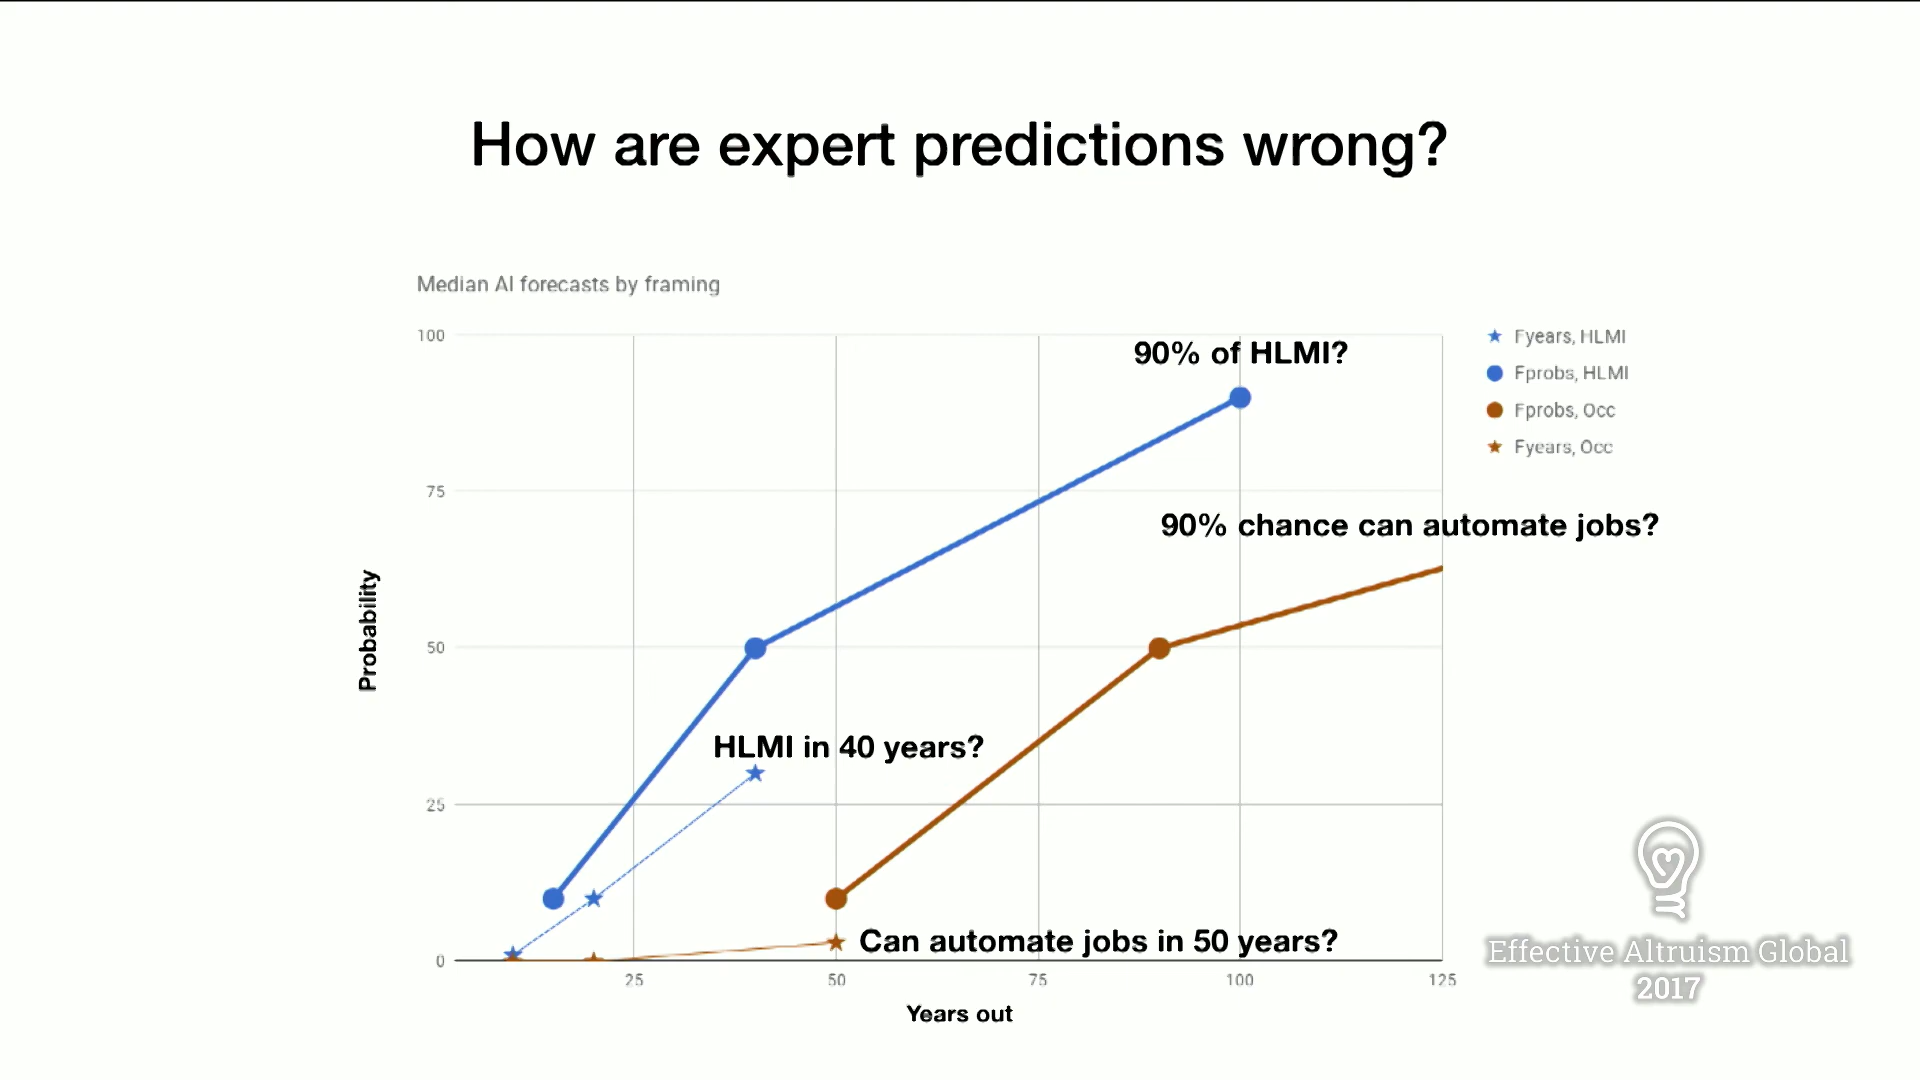 How are expert predictions wrong?
Median AI forecasts by framing
100
75
50
25
0
25
50
75
100
125
Probability
Years out
90% of HLMI?
90% chance can automate jobs?
HLMI in 40 years?
Can automate jobs in 50 years?
Fyears, HLMI
Fprobs, HLMI
Fprobs, Occ
Fyears, Occ
Effective Altruism Global
2017